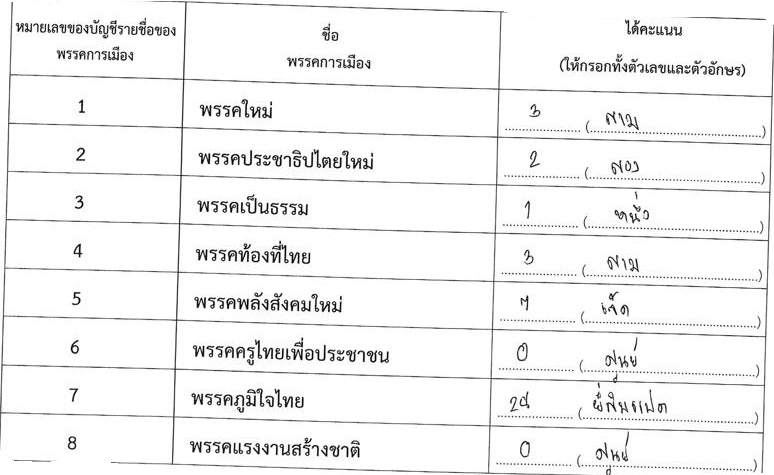 หมายเลขของบัญชีรายชื่อของ พรรคการเมือง
ชื่อ พรรคการเมือง
ได้คะแนน
(ให้กรอกทั้งตัวเลขและตัวอักษร)
1 พรรคใหม่ 3 (สาม)
2 พรรคประชาธิปไตยใหม่ 2 (สอง)
3 พรรคเป็นธรรม 1 (หนึ่ง)
4 พรรคท้องที่ไทย 3 (สาม)
5 พรรคพลังสังคมใหม่ 7 (เจ็ด)
6 พรรคครูไทยเพื่อประชาชน 0 (ศูนย์)
7 พรรคภูมิใจไทย (ยี่สิบแปด)
8 พรรคแรงงานสร้างชาติ 0 (ศูนย์)